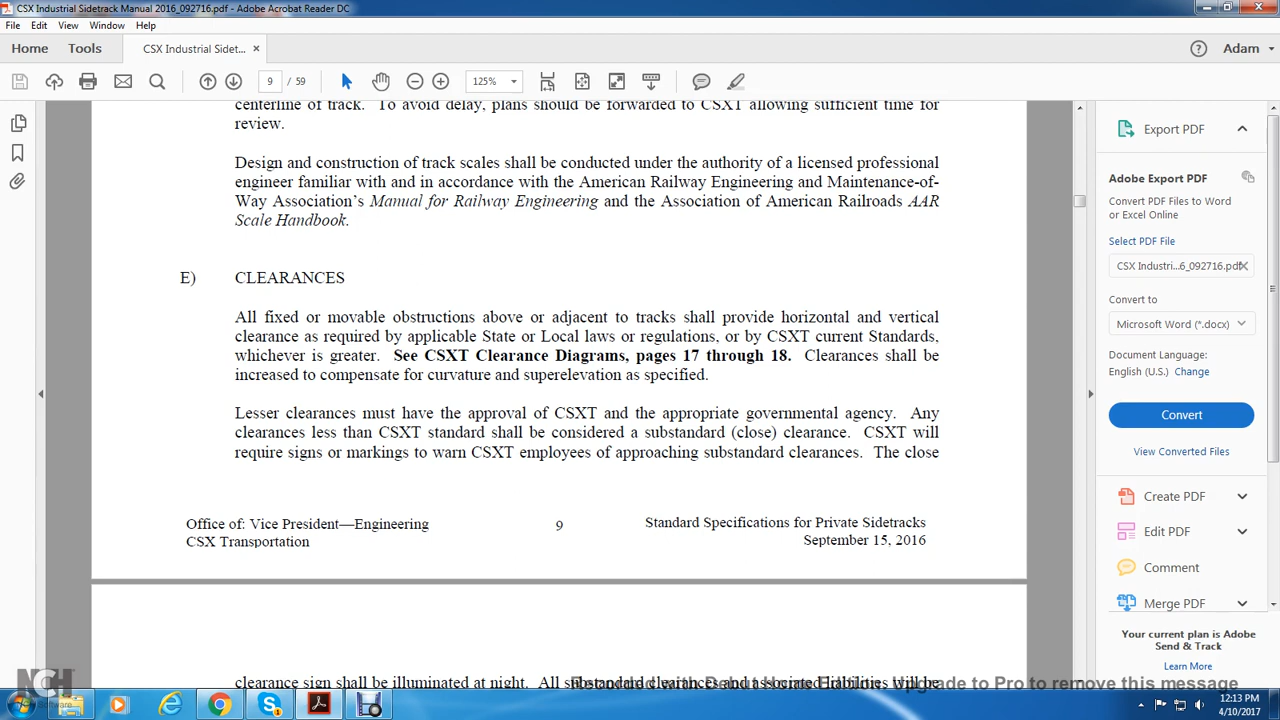 CSX Industrial Sidetrack Manual 2016_092716.pdf - Adobe Acrobat Reader DC
File Edit View Window Help
Home Tools CSX Industrial Sidet... × Adam
9 / 59 125%
centerline of track. To avoid delay, plans should be forwarded to CSXT allowing sufficient time for
review.
Design and construction of track scales shall be conducted under the authority of a licensed professional
engineer familiar with and in accordance with the American Railway Engineering and Maintenance-of-
Way Association's Manual for Railway Engineering and the Association of American Railroads AAR
Scale Handbook.
E) CLEARANCES
All fixed or movable obstructions above or adjacent to tracks shall provide horizontal and vertical
clearance as required by applicable State or Local laws or regulations, or by CSXT current Standards,
whichever is greater. See CSXT Clearance Diagrams, pages 17 through 18. Clearances shall be
increased to compensate for curvature and superelevation as specified.
Lesser clearances must have the approval of CSXT and the appropriate governmental agency. Any
clearances less than CSXT standard shall be considered a substandard (close) clearance. CSXT will
require signs or markings to warn CSXT employees of approaching substandard clearances. The close
Office of: Vice President—Engineering 9 Standard Specifications for Private Sidetracks
CSX Transportation September 15, 2016
clearance sign shall be illuminated at night. All substandard clearances and associated liabilities will be
Export PDF
Adobe Export PDF
Convert PDF Files to Word
or Excel Online
Select PDF File
CSX Industri...6_092716.pdf
Convert to
Microsoft Word (*.docx)
Document Language:
English (U.S.) Change
Convert
View Converted Files
Create PDF
Edit PDF
Comment
Merge PDF
Your current plan is Adobe
Send & Track
Learn More
NCH
Software
12:13 PM
4/10/2017
Upgrade to Pro to remove this message